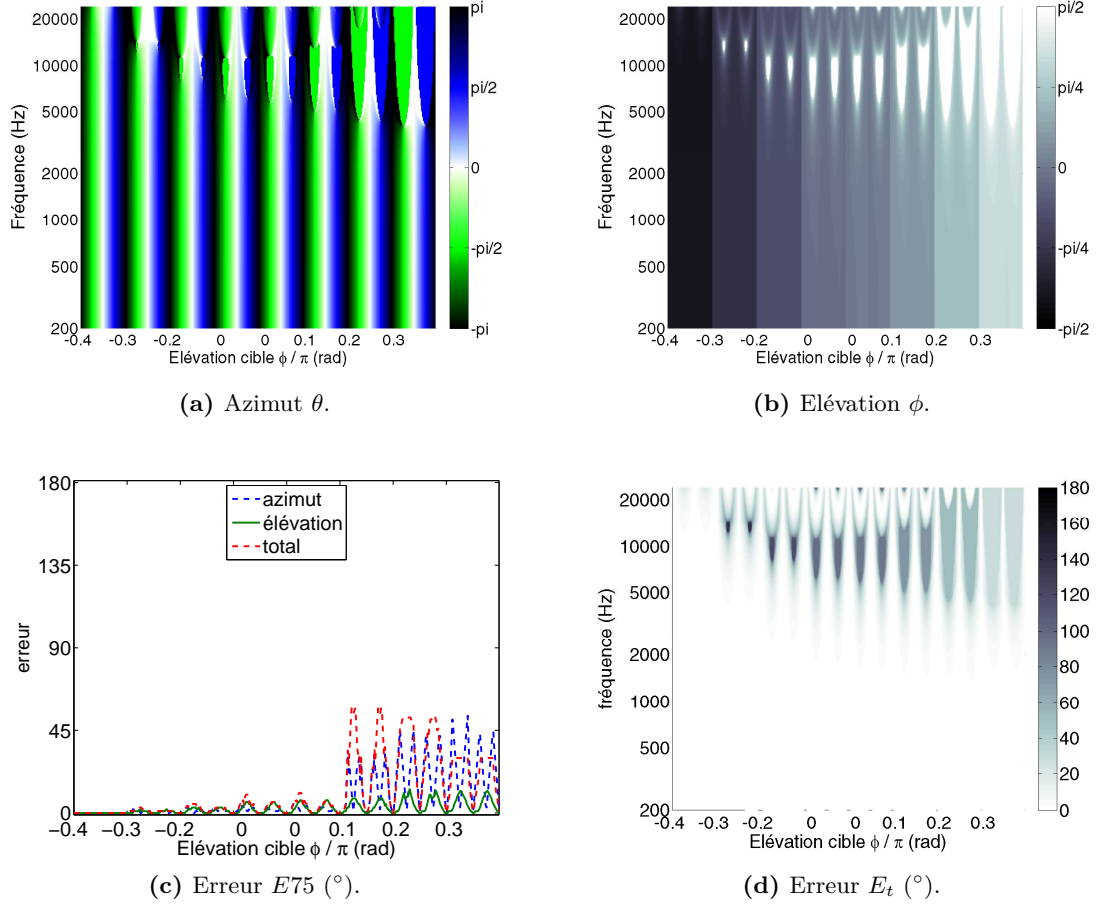 20000
10000
5000
2000
1000
500
200
Fréquence (Hz)
-0.4 -0.3 -0.2 0 0 0.1 0.2 0.3
Elévation cible ϕ / π (rad)
pi
pi/2
0
-pi/2
-pi
(a) Azimut θ.
20000
10000
5000
2000
1000
500
200
Fréquence (Hz)
-0.4 -0.3 -0.2 0 0 0.1 0.2 0.3
Elévation cible ϕ / π (rad)
pi/2
pi/4
0
-pi/4
-pi/2
(b) Elévation ϕ.
180
135
90
45
0
erreur
azimut
élévation
total
−0.4 −0.3 −0.2 0 0 0.1 0.2 0.3
Elévation cible ϕ / π (rad)
(c) Erreur E75 (°).
20000
10000
5000
2000
1000
500
200
fréquence (Hz)
-0.4 -0.3 -0.2 0 0 0.1 0.2 0.3
Elévation cible ϕ / π (rad)
180
160
140
120
100
80
60
40
20
0
(d) Erreur Et (°).